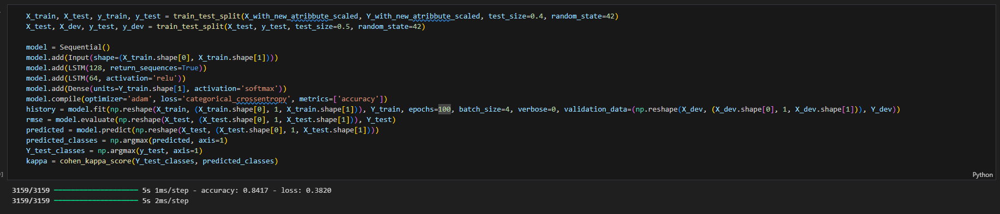 X_train, X_test, y_train, y_test = train_test_split(X_with_new_atribbute_scaled, Y_with_new_atribbute_scaled, test_size=0.4, random_state=42)
X_test, X_dev, y_test, y_dev = train_test_split(X_test, y_test, test_size=0.5, random_state=42)
model = Sequential()
model.add(Input(shape=(X_train.shape[0], X_train.shape[1])))
model.add(LSTM(128, return_sequences=True))
model.add(LSTM(64, activation='relu'))
model.add(Dense(units=Y_train.shape[1], activation='softmax'))
model.compile(optimizer='adam', loss='categorical_crossentropy', metrics=['accuracy'])
history = model.fit(np.reshape(X_train, (X_train.shape[0], 1, X_train.shape[1])), Y_train, epochs=100, batch_size=4, verbose=0, validation_data=(np.reshape(X_dev, (X_dev.shape[0], 1, X_dev.shape[1])), Y_dev))
rmse = model.evaluate(np.reshape(X_test, (X_test.shape[0], 1, X_test.shape[1])), Y_test)
predicted = model.predict(np.reshape(X_test, (X_test.shape[0], 1, X_test.shape[1])))
predicted_classes = np.argmax(predicted, axis=1)
Y_test_classes = np.argmax(y_test, axis=1)
kappa = cohen_kappa_score(Y_test_classes, predicted_classes)
Python
3159/3159 ━━━━━━━━━━━━━━━━━━━━ 5s 1ms/step - accuracy: 0.8417 - loss: 0.3820
3159/3159 ━━━━━━━━━━━━━━━━━━━━ 5s 2ms/step